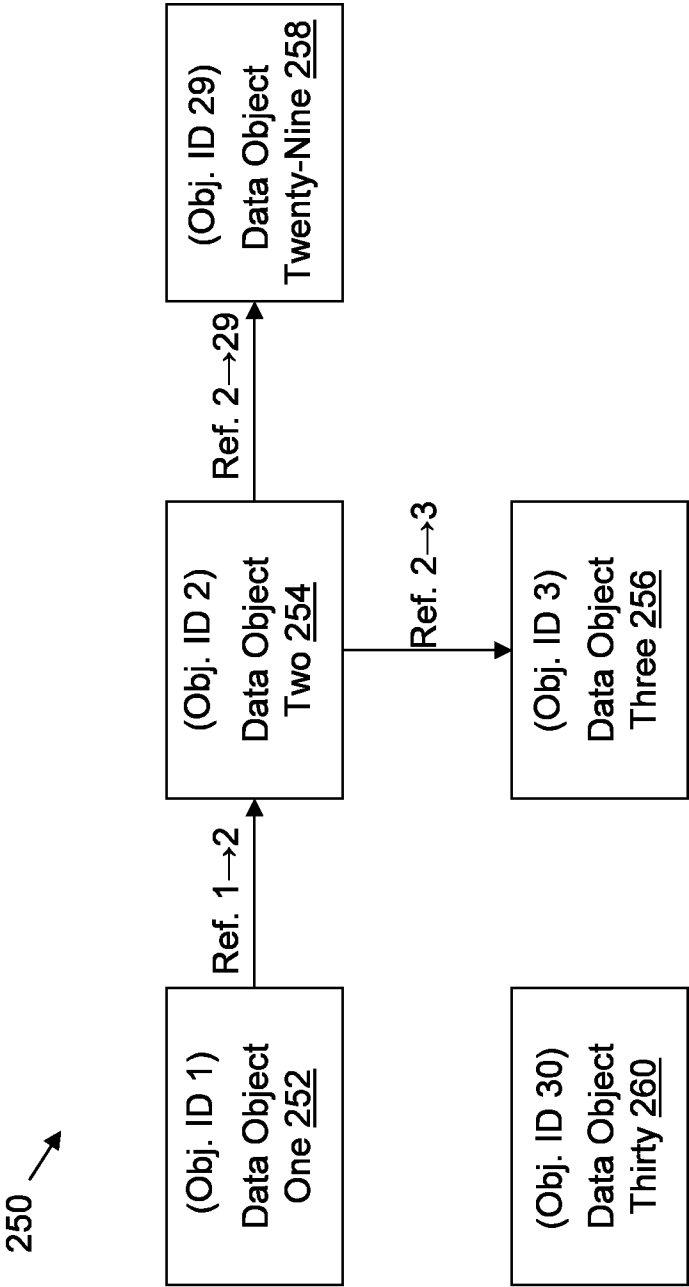 250
(Obj. ID 1)
Data Object
One 252
Ref. 1→2
(Obj. ID 2)
Data Object
Two 254
Ref. 2→29
(Obj. ID 29)
Data Object
Twenty-Nine 258
Ref. 2→3
(Obj. ID 30)
Data Object
Thirty 260
(Obj. ID 3)
Data Object
Three 256